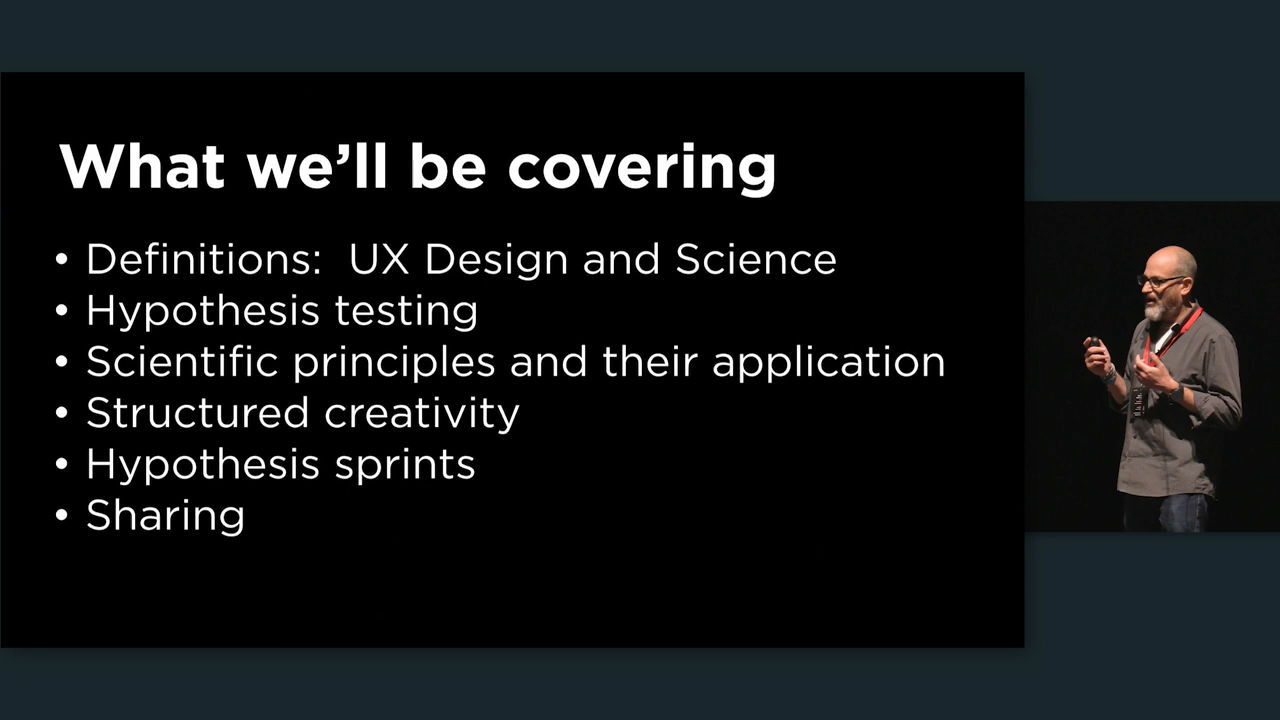 What we’ll be covering
• Definitions:  UX Design and Science
• Hypothesis testing
• Scientific principles and their application
• Structured creativity
• Hypothesis sprints
• Sharing